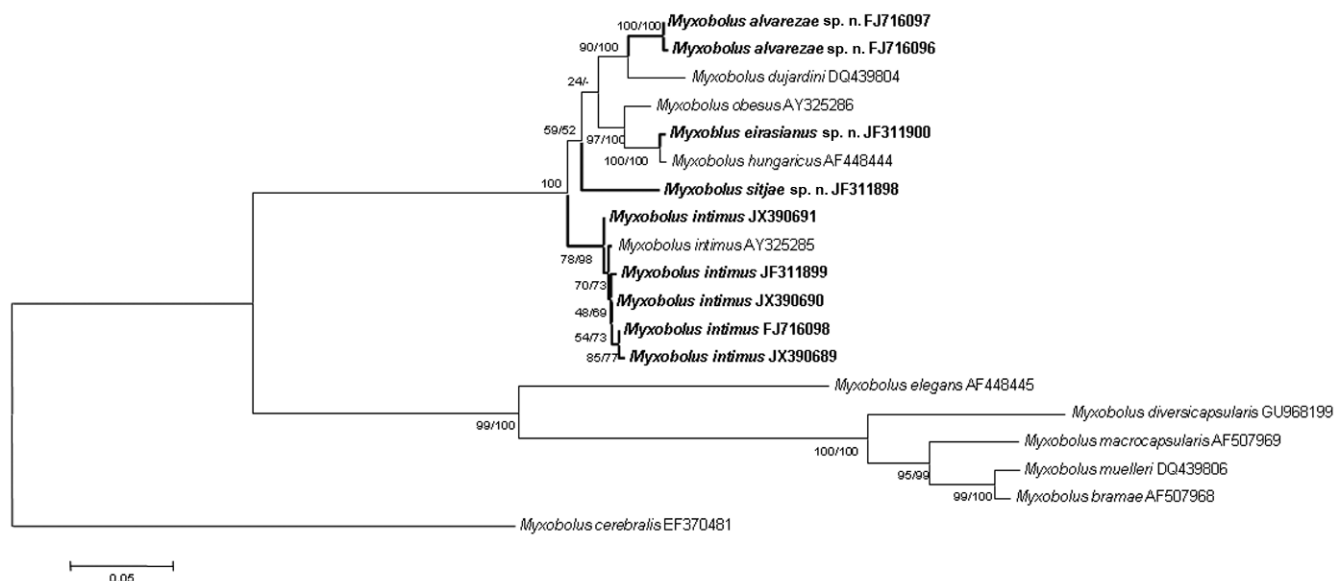 100/100
Myxobolus alvarezae sp. n. FJ716097
90/100
Myxobolus alvarezae sp. n. FJ716096
Myxobolus dujardini DQ439804
24/-
Myxobolus obesus AY325286
59/52
97/100
Myxoblus eirasianus sp. n. JF311900
100/100
Myxobolus hungaricus AF448444
100
Myxobolus sitjae sp. n. JF311898
Myxobolus intimus JX390691
Myxobolus intimus AY325285
78/98
Myxobolus intimus JF311899
70/73
Myxobolus intimus JX390690
48/69
Myxobolus intimus FJ716098
54/73
85/77
Myxobolus intimus JX390689
Myxobolus elegans AF448445
99/100
Myxobolus diversicapsularis GU968199
100/100
Myxobolus macrocapsularis AF507969
95/99
Myxobolus muelleri DQ439806
99/100
Myxobolus bramae AF507968
Myxobolus cerebralis EF370481
0.05